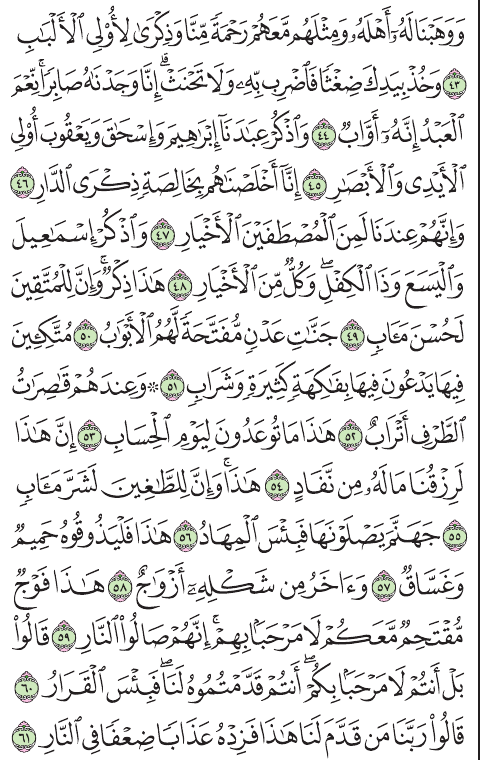 وَوَهَبْنَا لَهُۥٓ أَهْلَهُۥ وَمِثْلَهُم مَّعَهُمْ رَحْمَةً مِّنَّا وَذِكْرَىٰ لِأُو۟لِى ٱلْأَلْبَٰبِ
٤٣ وَخُذْ بِيَدِكَ ضِغْثًا فَٱضْرِب بِّهِۦ وَلَا تَحْنَثْ ۗ إِنَّا وَجَدْنَٰهُ صَابِرًا ۚ نِّعْمَ
ٱلْعَبْدُ إِنَّهُۥٓ أَوَّابٌ ٤٤ وَٱذْكُرْ عِبَٰدَنَآ إِبْرَٰهِيمَ وَإِسْحَٰقَ وَيَعْقُوبَ أُو۟لِى
ٱلْأَيْدِى وَٱلْأَبْصَٰرِ ٤٥ إِنَّآ أَخْلَصْنَٰهُم بِخَالِصَةٍ ذِكْرَى ٱلدَّارِ ٤٦
وَإِنَّهُمْ عِندَنَا لَمِنَ ٱلْمُصْطَفَيْنَ ٱلْأَخْيَارِ ٤٧ وَٱذْكُرْ إِسْمَٰعِيلَ
وَٱلْيَسَعَ وَذَا ٱلْكِفْلِ ۖ وَكُلٌّ مِّنَ ٱلْأَخْيَارِ ٤٨ هَٰذَا ذِكْرٌ ۚ وَإِنَّ لِلْمُتَّقِينَ
لَحُسْنَ مَـَٔابٍ ٤٩ جَنَّٰتِ عَدْنٍ مُّفَتَّحَةً لَّهُمُ ٱلْأَبْوَٰبُ ٥٠ مُتَّكِـِٔينَ
فِيهَا يَدْعُونَ فِيهَا بِفَٰكِهَةٍ كَثِيرَةٍ وَشَرَابٍ ٥١ ۞ وَعِندَهُمْ قَٰصِرَٰتُ
ٱلطَّرْفِ أَتْرَابٌ ٥٢ هَٰذَا مَا تُوعَدُونَ لِيَوْمِ ٱلْحِسَابِ ٥٣ إِنَّ هَٰذَا
لَرِزْقُنَا مَا لَهُۥ مِن نَّفَادٍ ٥٤ هَٰذَا ۚ وَإِنَّ لِلطَّٰغِينَ لَشَرَّ مَـَٔابٍ
٥٥ جَهَنَّمَ يَصْلَوْنَهَا فَبِئْسَ ٱلْمِهَادُ ٥٦ هَٰذَا فَلْيَذُوقُوهُ حَمِيمٌ
وَغَسَّاقٌ ٥٧ وَءَاخَرُ مِن شَكْلِهِۦٓ أَزْوَٰجٌ ٥٨ هَٰذَا فَوْجٌ
مُّقْتَحِمٌ مَّعَكُمْ لَا مَرْحَبًۢا بِهِمْ ۚ إِنَّهُمْ صَالُوا۟ ٱلنَّارِ ٥٩ قَالُوا۟
بَلْ أَنتُمْ لَا مَرْحَبًۢا بِكُمْ ۖ أَنتُمْ قَدَّمْتُمُوهُ لَنَا ۖ فَبِئْسَ ٱلْقَرَارُ ٦٠
قَالُوا۟ رَبَّنَا مَن قَدَّمَ لَنَا هَٰذَا فَزِدْهُ عَذَابًا ضِعْفًا فِى ٱلنَّارِ ٦١